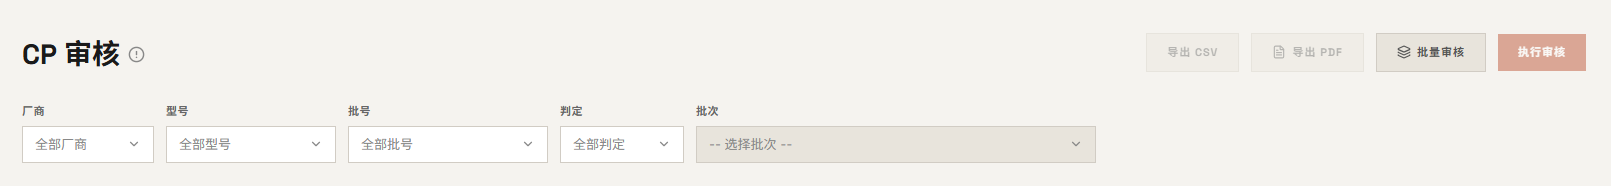 CP 审核
导出 CSV 导出 PDF 批量审核 执行审核
厂商 型号 批号 判定 批次
全部厂商 全部型号 全部批号 全部判定 -- 选择批次 --